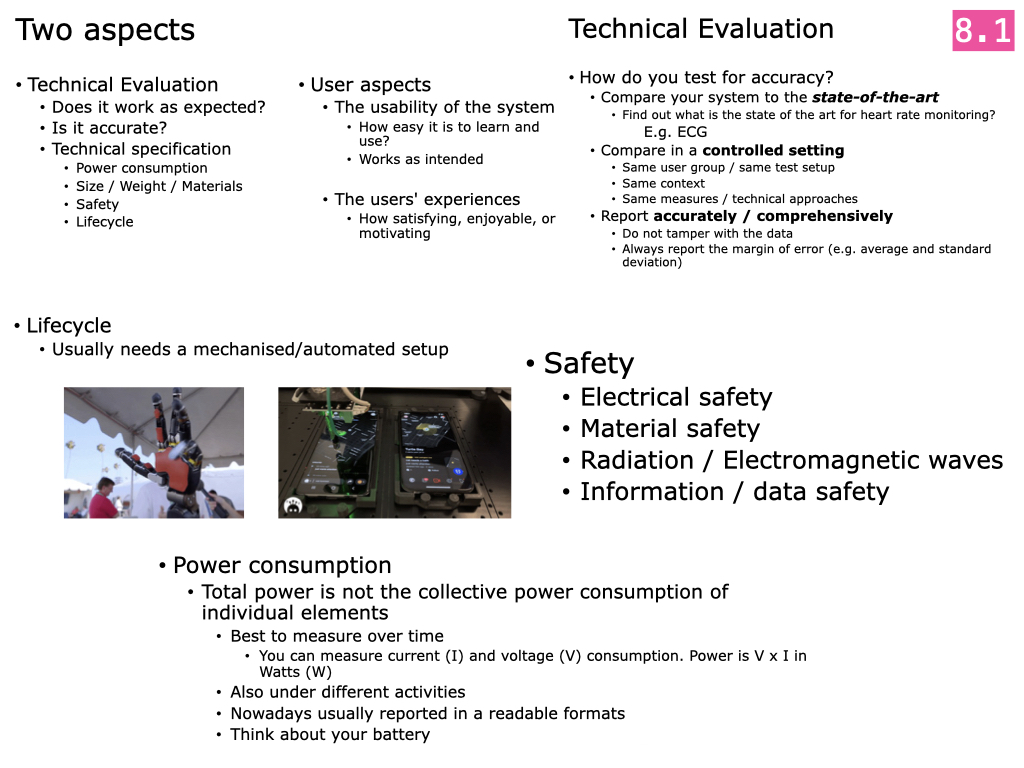 Two aspects
• Technical Evaluation
• Does it work as expected?
• Is it accurate?
• Technical specification
• Power consumption
• Size / Weight / Materials
• Safety
• Lifecycle
• User aspects
• The usability of the system
• How easy it is to learn and
use?
• Works as intended
• The users' experiences
• How satisfying, enjoyable, or
motivating
Technical Evaluation
8.1
• How do you test for accuracy?
• Compare your system to the state-of-the-art
• Find out what is the state of the art for heart rate monitoring?
E.g. ECG
• Compare in a controlled setting
• Same user group / same test setup
• Same context
• Same measures / technical approaches
• Report accurately / comprehensively
• Do not tamper with the data
• Always report the margin of error (e.g. average and standard
deviation)
• Lifecycle
• Usually needs a mechanised/automated setup
• Safety
• Electrical safety
• Material safety
• Radiation / Electromagnetic waves
• Information / data safety
• Power consumption
• Total power is not the collective power consumption of
individual elements
• Best to measure over time
• You can measure current (I) and voltage (V) consumption. Power is V x I in
Watts (W)
• Also under different activities
• Nowadays usually reported in a readable formats
• Think about your battery